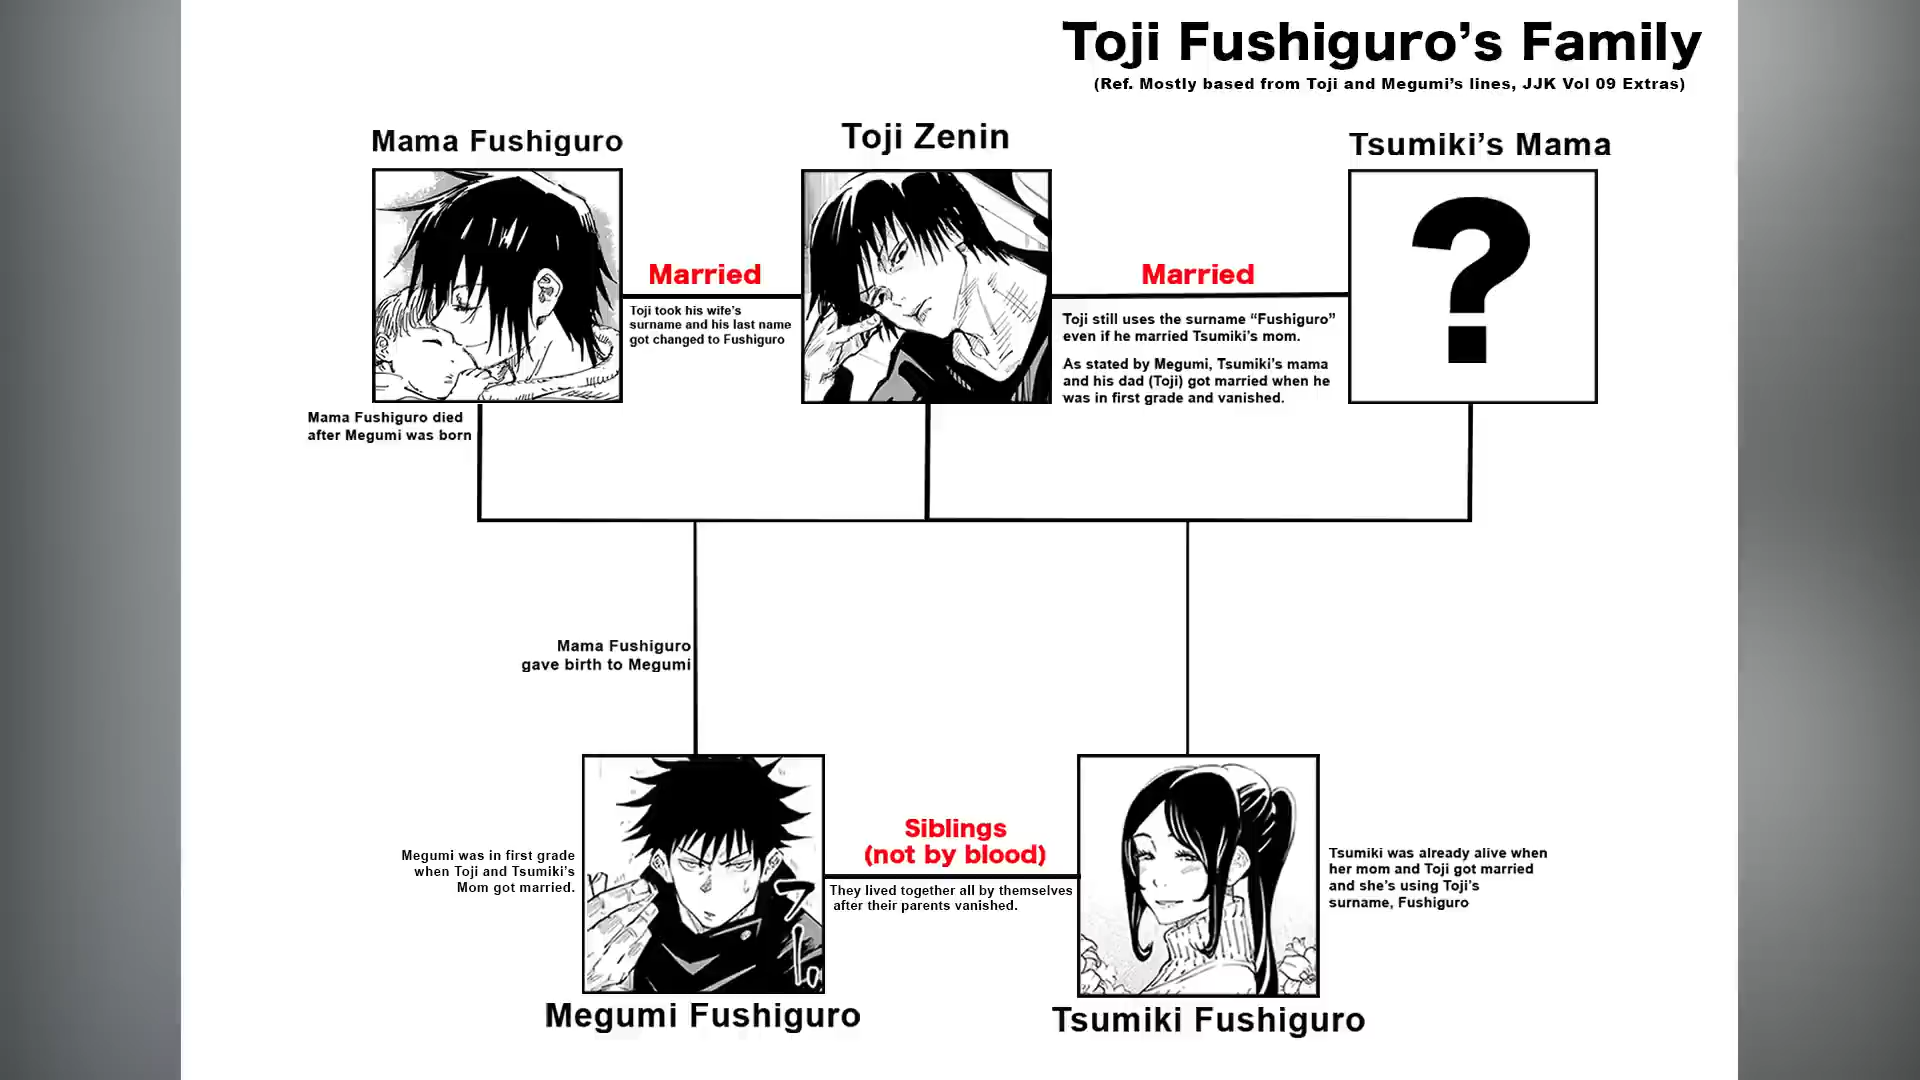 Toji Fushiguro's Family
(Ref. Mostly based from Toji and Megumi's lines, JJK Vol 09 Extras)
Mama Fushiguro
Toji Zenin
Tsumiki's Mama
Married
Toji took his wife's
surname and his last name
got changed to Fushiguro
Married
Toji still uses the surname “Fushiguro”
even if he married Tsumiki's mom.
As stated by Megumi, Tsumiki's mama
and his dad (Toji) got married when he
was in first grade and vanished.
?
Mama Fushiguro died
after Megumi was born
Mama Fushiguro
gave birth to Megumi
Megumi was in first grade
when Toji and Tsumiki's
Mom got married.
Siblings
(not by blood)
They lived together all by themselves
after their parents vanished.
Tsumiki was already alive when
her mom and Toji got married
and she's using Toji's
surname, Fushiguro
Megumi Fushiguro
Tsumiki Fushiguro